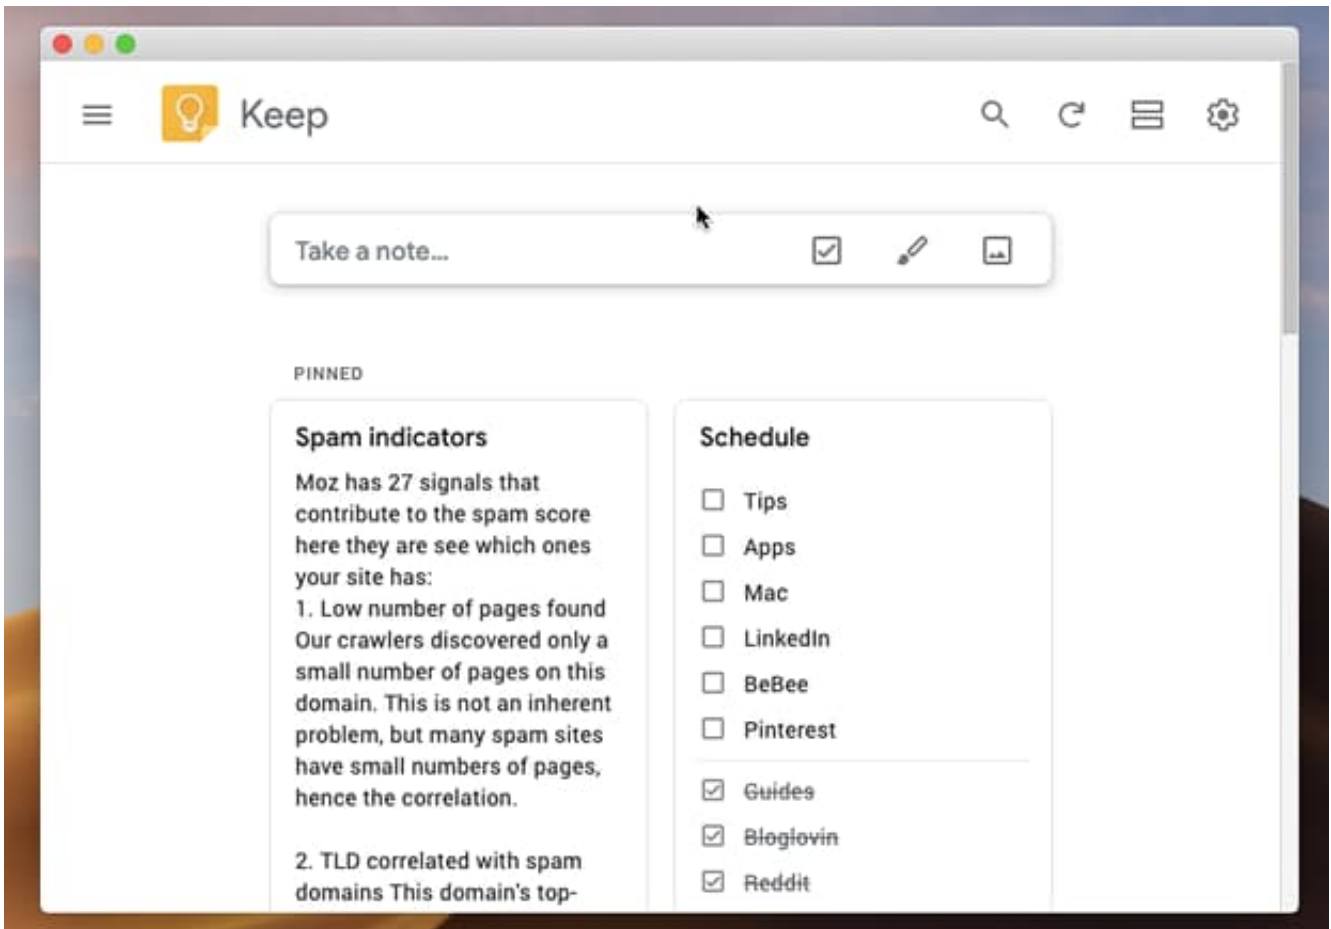 Keep
Take a note...
PINNED
Spam indicators
Moz has 27 signals that
contribute to the spam score
here they are see which ones
your site has:
1. Low number of pages found
Our crawlers discovered only a
small number of pages on this
domain. This is not an inherent
problem, but many spam sites
have small numbers of pages,
hence the correlation.
2. TLD correlated with spam
domains This domain's top-
Schedule
Tips
Apps
Mac
LinkedIn
BeBee
Pinterest
Guides
Bloglovin
Reddit